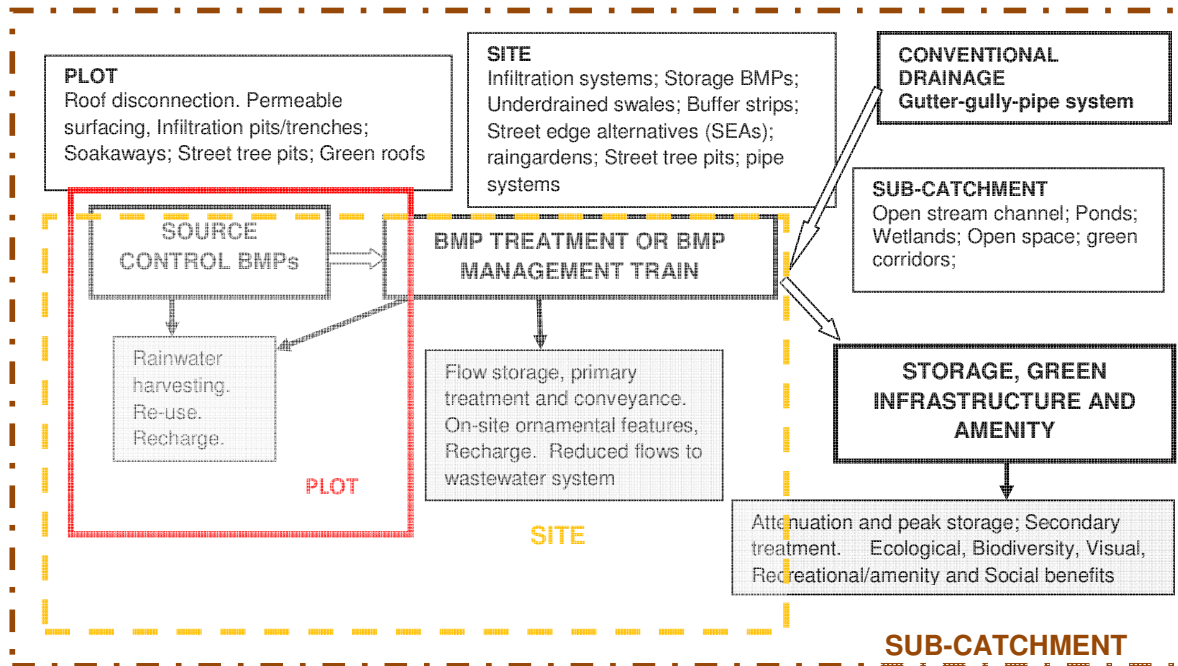 PLOT
Roof disconnection. Permeable
surfacing, Infiltration pits/trenches;
Soakaways; Street tree pits; Green roofs
SITE
Infiltration systems; Storage BMPs;
Underdrained swales; Buffer strips;
Street edge alternatives (SEAs);
raingardens; Street tree pits; pipe
systems
CONVENTIONAL
DRAINAGE
Gutter-gully-pipe system
SUB-CATCHMENT
Open stream channel; Ponds;
Wetlands; Open space; green
corridors;
SOURCE
CONTROL BMPs
BMP TREATMENT OR BMP
MANAGEMENT TRAIN
Rainwater
harvesting.
Re-use.
Recharge.
Flow storage, primary
treatment and conveyance.
On-site ornamental features,
Recharge. Reduced flows to
wastewater system
STORAGE, GREEN
INFRASTRUCTURE AND
AMENITY
PLOT
SITE
Attenuation and peak storage; Secondary
treatment. Ecological, Biodiversity, Visual,
Recreational/amenity and Social benefits
SUB-CATCHMENT